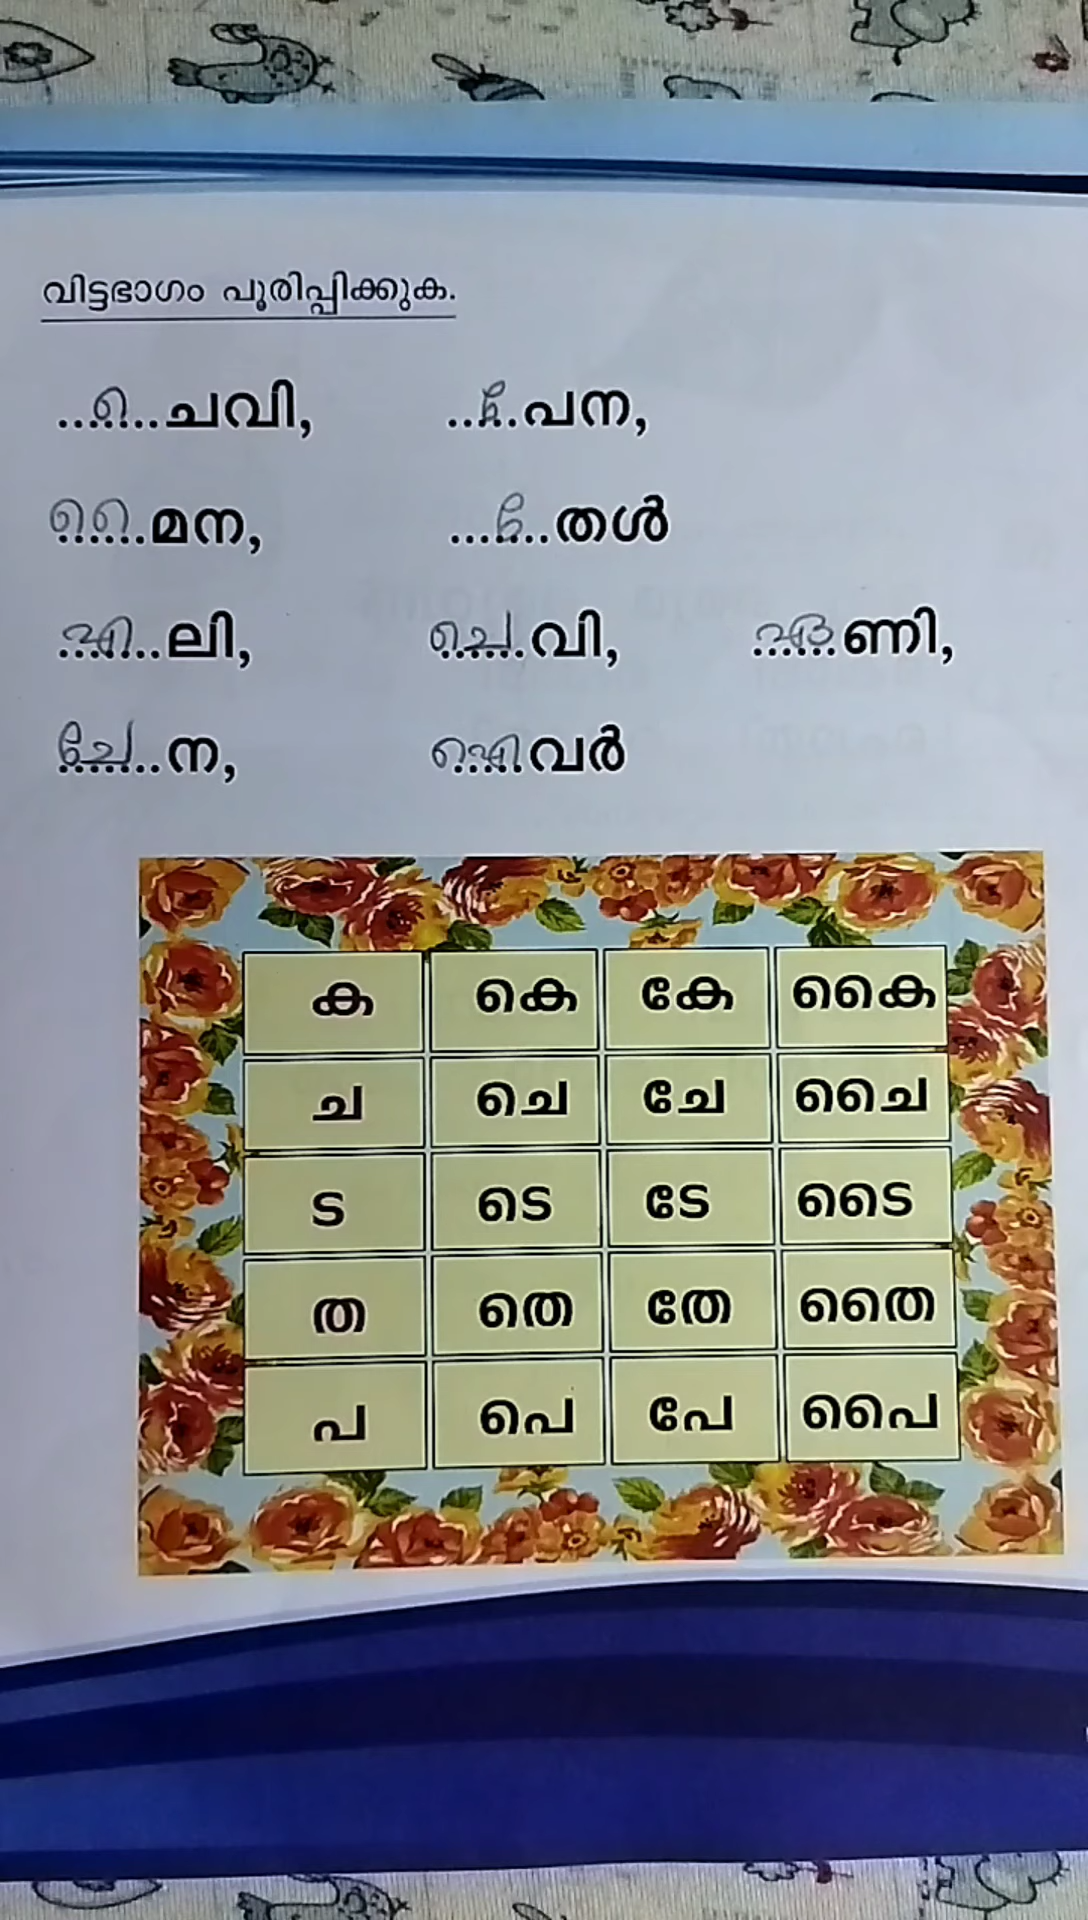 വിട്ടഭാഗം പൂരിപ്പിക്കുക.
..െ..ചവി, ..േ.പന,
ൈ...മന, ...േ..തൾ
..എ..ലി, ..ചെ.വി, ..ഏ..ണി,
ചേ..ന, ..ഐ.വർ
ക കെ കേ കൈ
ച ചെ ചേ ചൈ
ട ടെ ടേ ടൈ
ത തെ തേ തൈ
പ പെ പേ പൈ